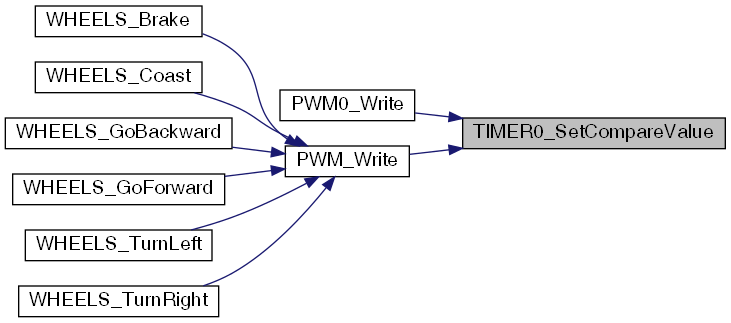 WHEELS_Brake
WHEELS_Coast
PWM0_Write
WHEELS_GoBackward
TIMER0_SetCompareValue
PWM_Write
WHEELS_GoForward
WHEELS_TurnLeft
WHEELS_TurnRight